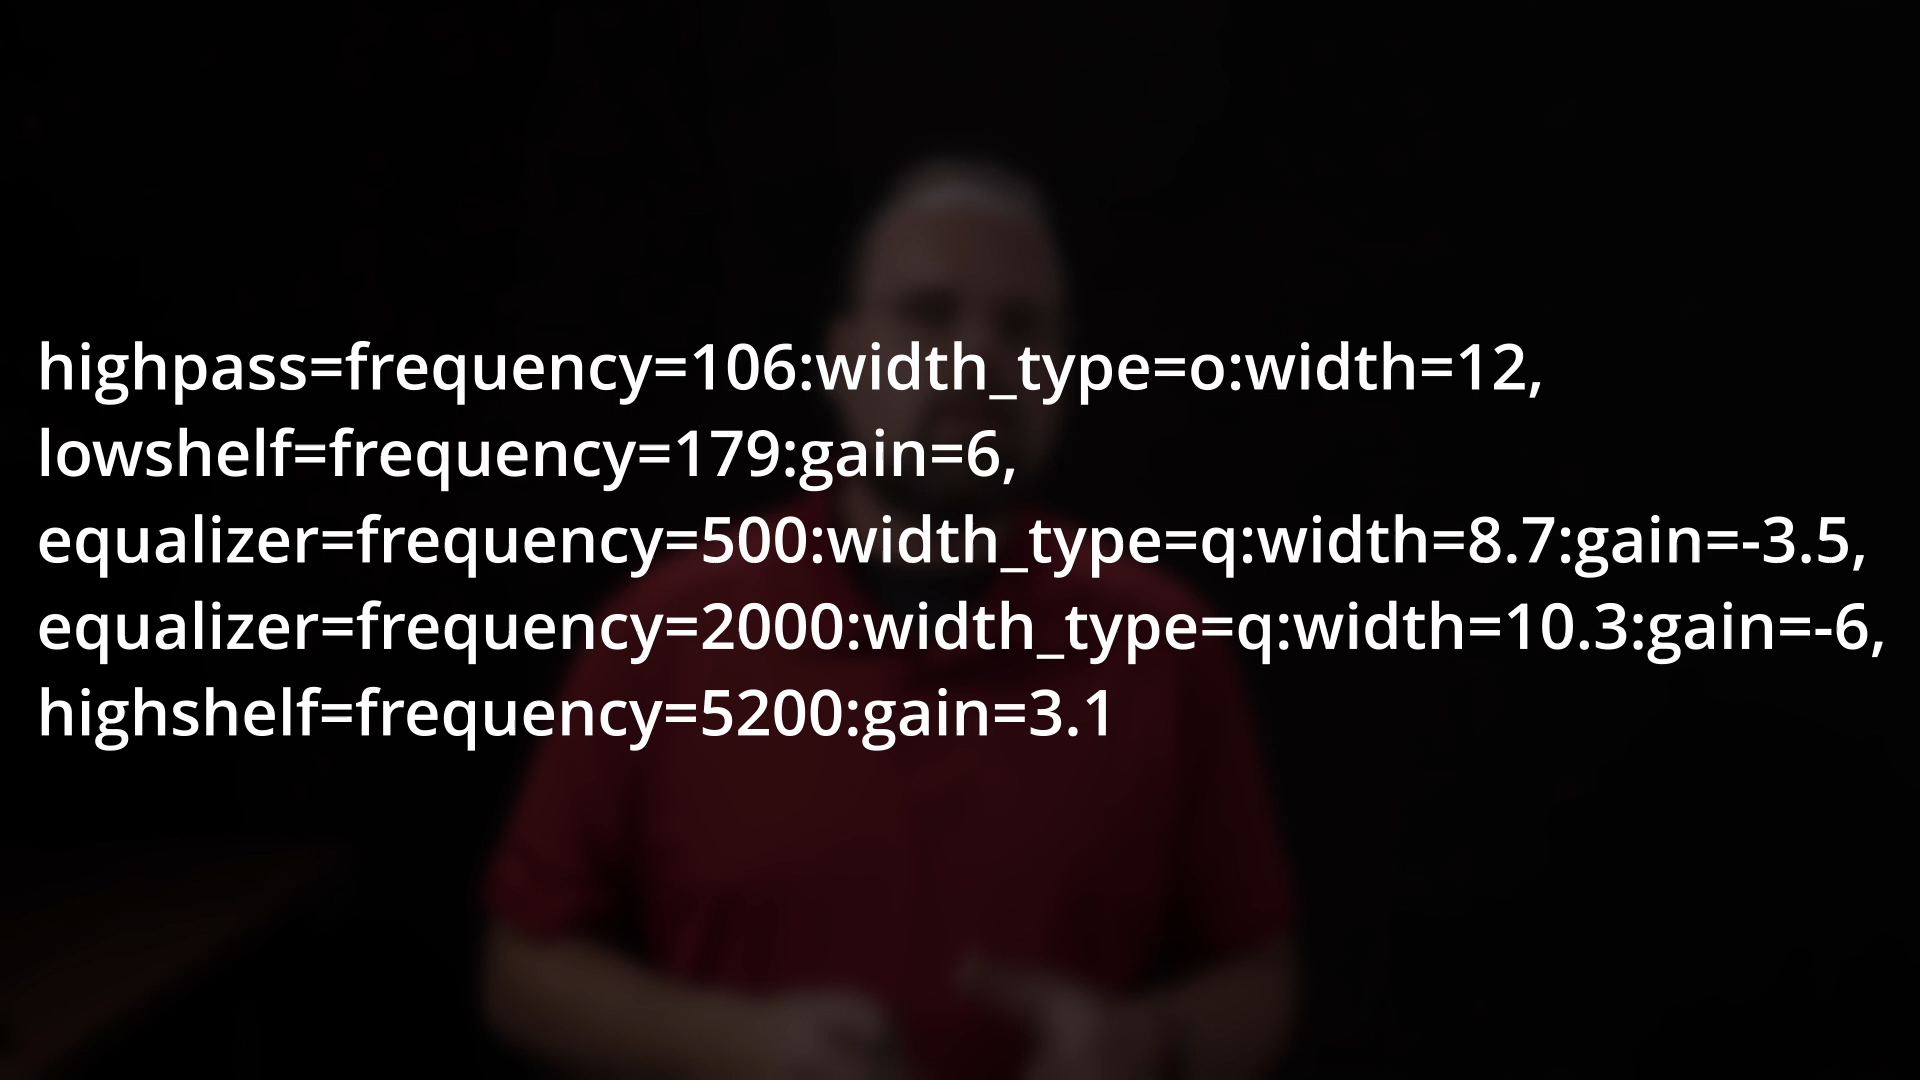 highpass=frequency=106:width_type=o:width=12,
lowshelf=frequency=179:gain=6,
equalizer=frequency=500:width_type=q:width=8.7:gain=-3.5,
equalizer=frequency=2000:width_type=q:width=10.3:gain=-6,
highshelf=frequency=5200:gain=3.1